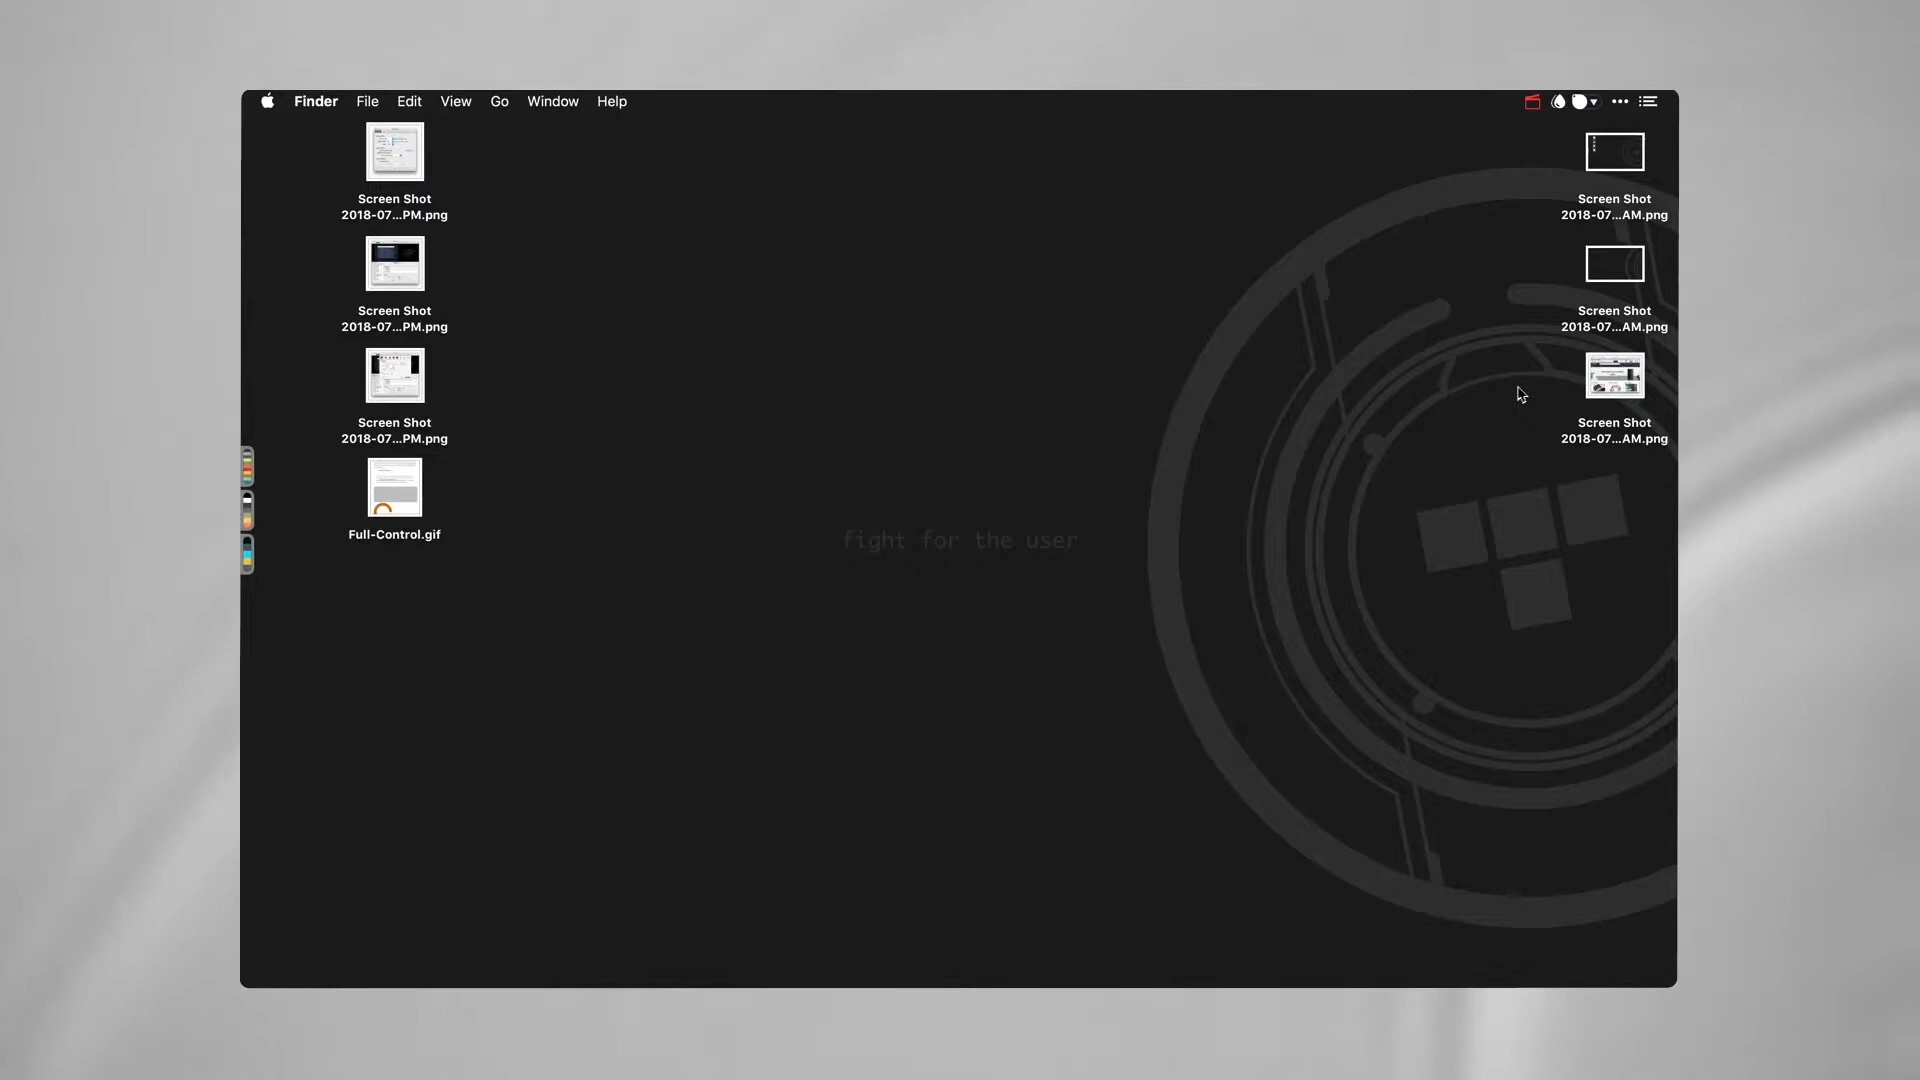 Finder File Edit View Go Window Help
Screen Shot
2018-07...PM.png
Screen Shot
2018-07...PM.png
Screen Shot
2018-07...PM.png
Full-Control.gif
fight for the user
Screen Shot
2018-07...AM.png
Screen Shot
2018-07...AM.png
Screen Shot
2018-07...AM.png